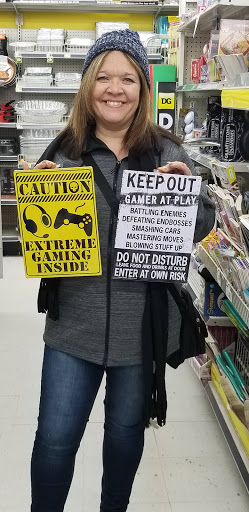 DG
CAUTION
EXTREME
GAMING
INSIDE
KEEP OUT
GAMER AT PLAY
BATTLING ENEMIES
DEFEATING ENDBOSSES
SMASHING CARS
MASTERING MOVES
BLOWING STUFF UP
DO NOT DISTURB
LEAVE FOOD AND DRINKS AT DOOR
ENTER AT OWN RISK